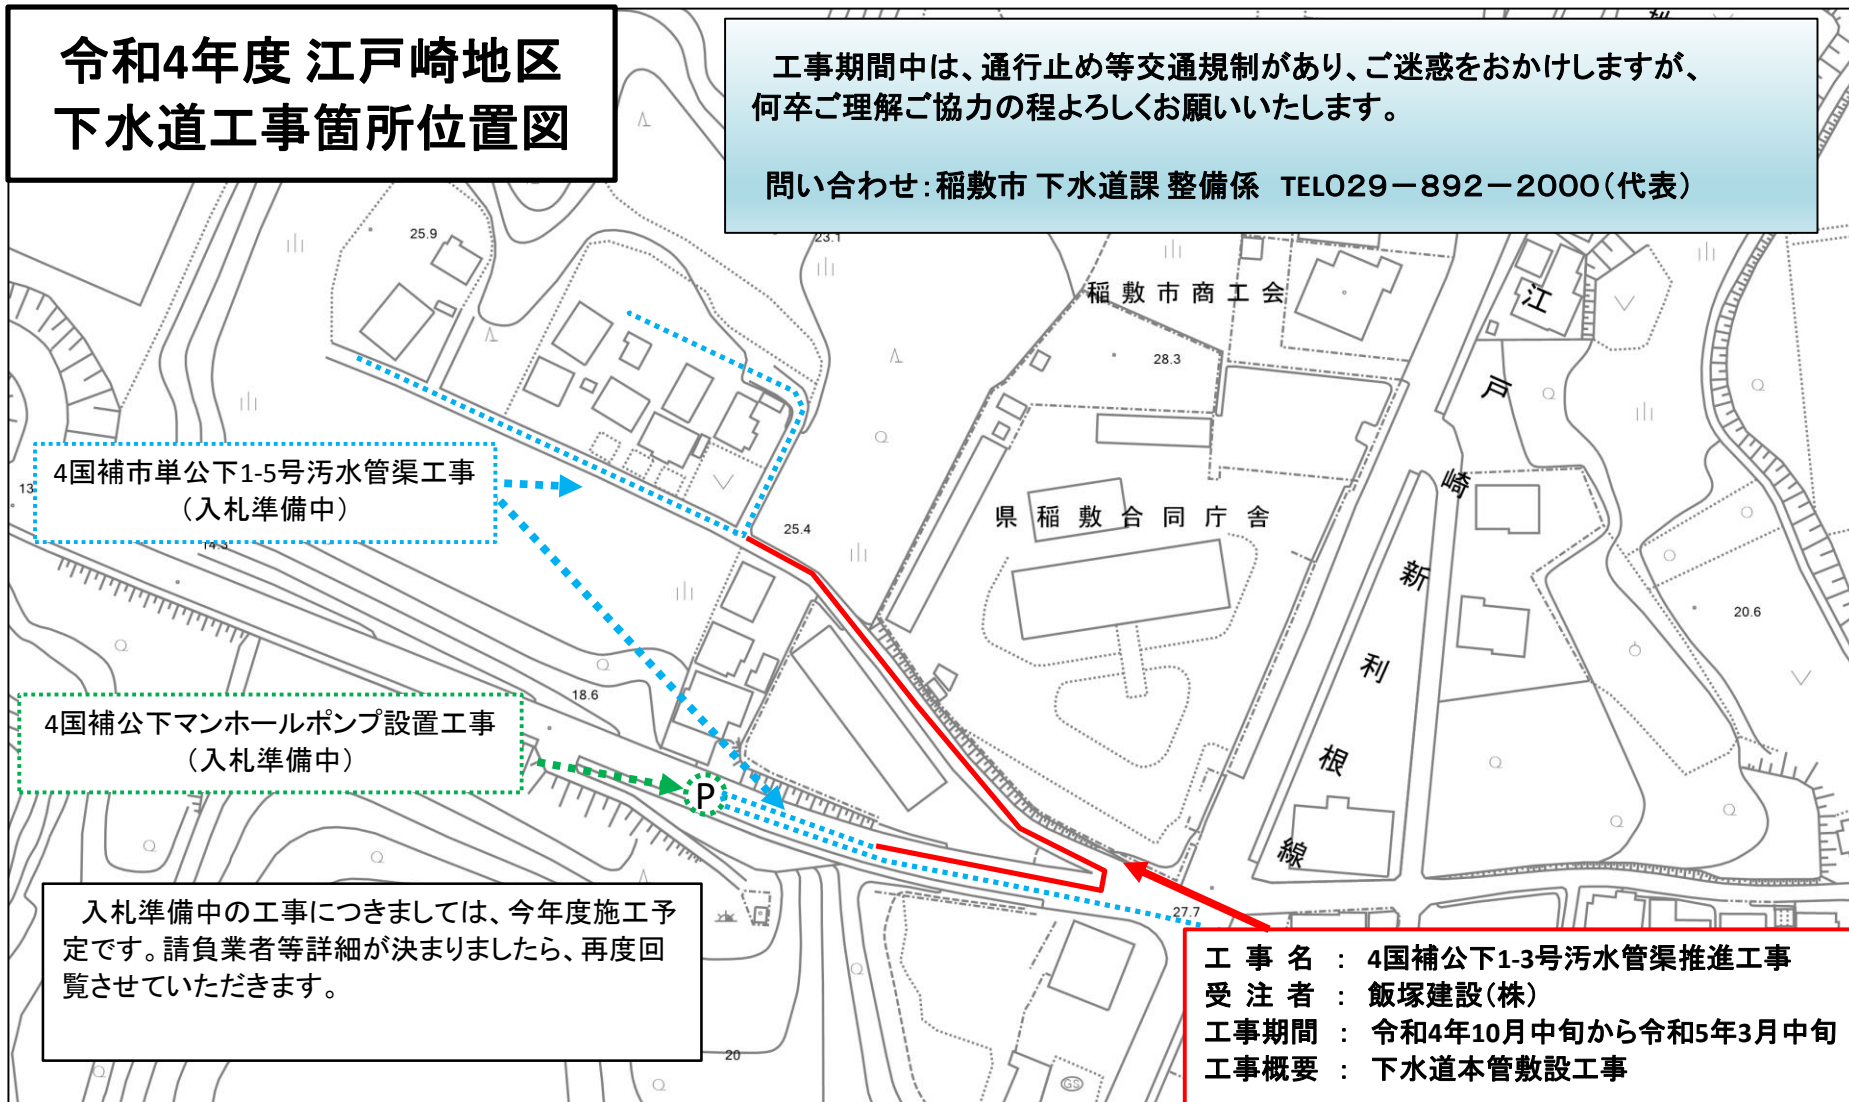 令和4年度 江戸崎地区
下水道工事箇所位置図
工事期間中は、通行止め等交通規制があり、ご迷惑をおかけしますが、
何卒ご理解ご協力の程よろしくお願いいたします。
問い合わせ：稲敷市 下水道課 整備係 TEL029－892－2000（代表）
25.9
23.1
稲敷市商工会
28.3
江戸崎新利根線
4国補市単公下1-5号汚水管渠工事
（入札準備中）
13
14.3
25.4
県稲敷合同庁舎
20.6
18.6
4国補公下マンホールポンプ設置工事
（入札準備中）
P
入札準備中の工事につきましては、今年度施工予
定です。請負業者等詳細が決まりましたら、再度回
覧させていただきます。
27.7
20
GS
工 事 名 ： 4国補公下1-3号汚水管渠推進工事
受 注 者 ： 飯塚建設（株）
工事期間 ： 令和4年10月中旬から令和5年3月中旬
工事概要 ： 下水道本管敷設工事